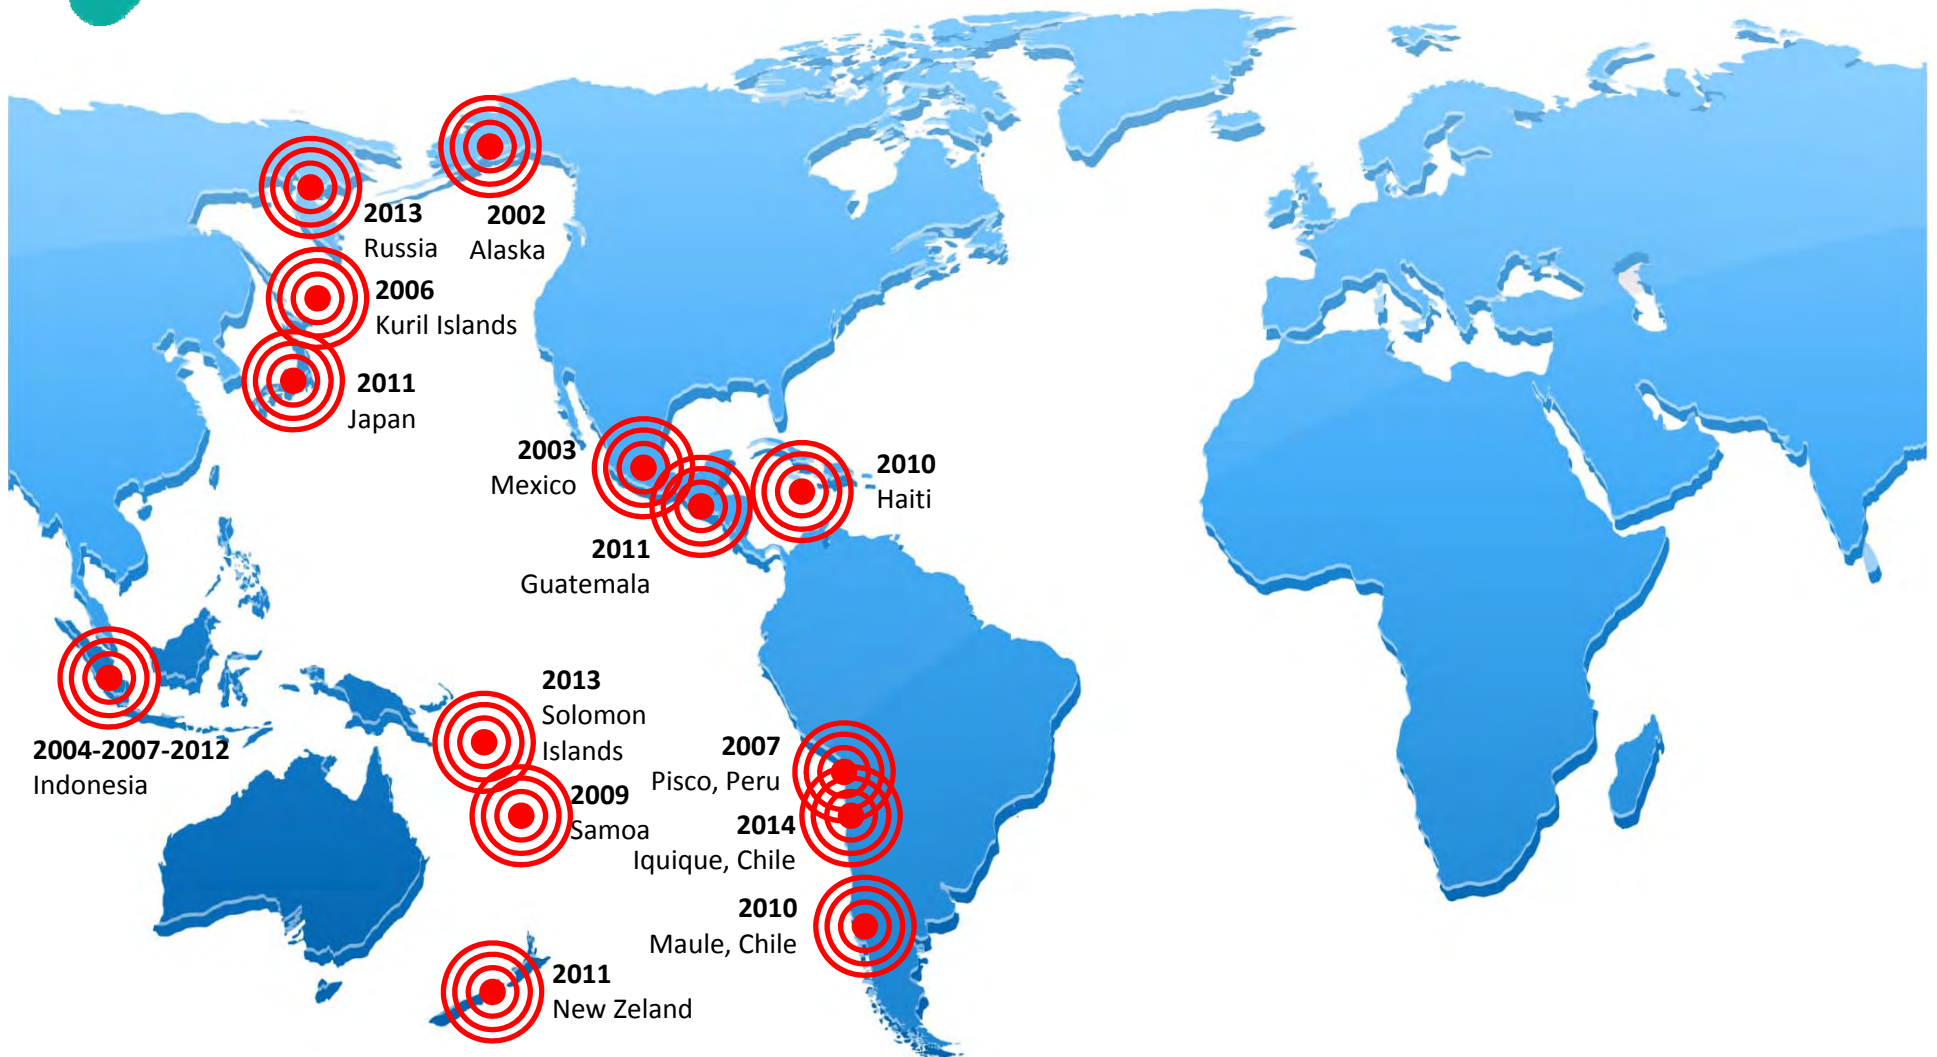 2013
Russia
2002
Alaska
2006
Kuril Islands
2011
Japan
2003
Mexico
2010
Haiti
2011
Guatemala
2004-2007-2012
Indonesia
2013
Solomon
Islands
2009
Samoa
2007
Pisco, Peru
2014
Iquique, Chile
2010
Maule, Chile
2011
New Zeland